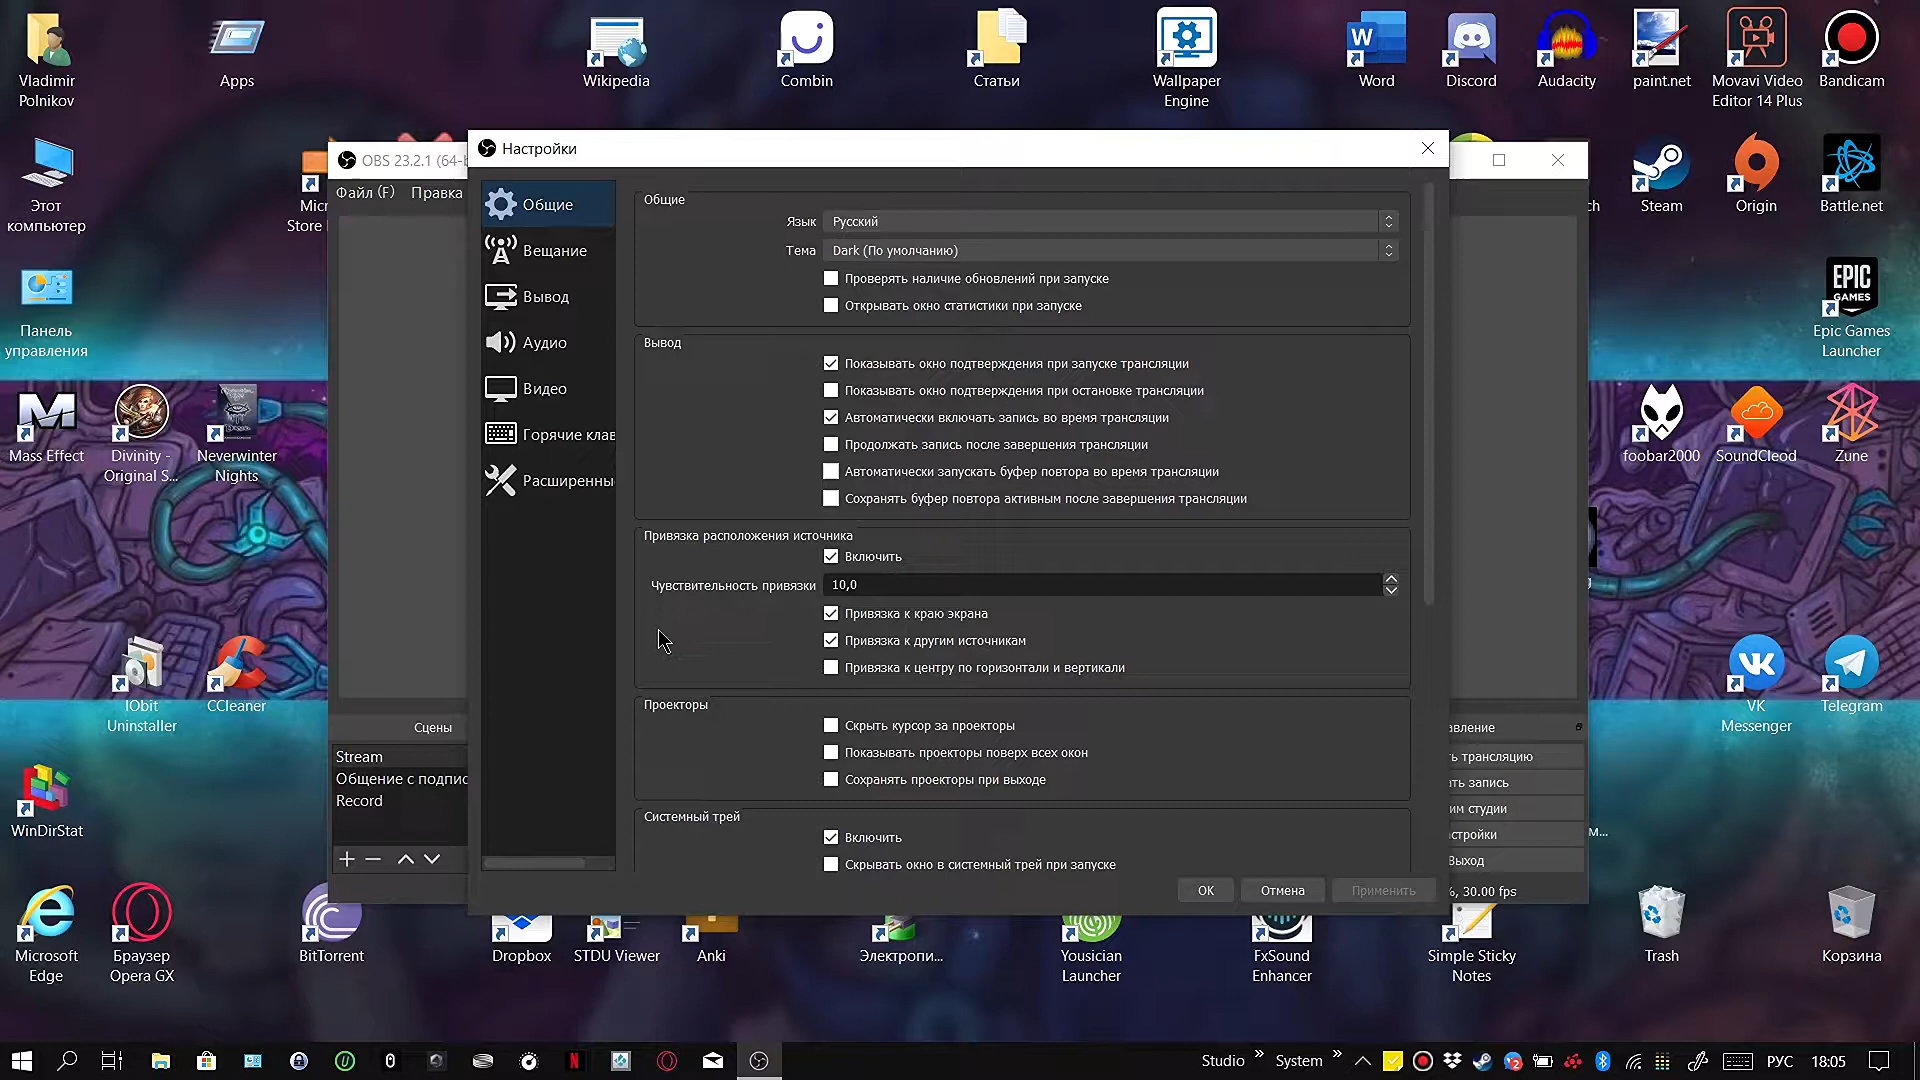 Vladimir
Polnikov
Apps
Wikipedia
Combin
Статьи
Wallpaper
Engine
Word
Discord
Audacity
paint.net
Movavi Video
Editor 14 Plus
Bandicam
Этот
компьютер
Micr
Store
OBS 23.2.1 (64-b
Файл (F)
Правка
Настройки
Общие
Вещание
Вывод
Аудио
Видео
Горячие клав
Расширенны
Общие
Язык
Русский
Тема
Dark (По умолчанию)
Проверять наличие обновлений при запуске
Открывать окно статистики при запуске
Вывод
Показывать окно подтверждения при запуске трансляции
Показывать окно подтверждения при остановке трансляции
Автоматически включать запись во время трансляции
Продолжать запись после завершения трансляции
Автоматически запускать буфер повтора во время трансляции
Сохранять буфер повтора активным после завершения трансляции
Привязка расположения источника
Включить
Чувствительность привязки
10,0
Привязка к краю экрана
Привязка к другим источникам
Привязка к центру по горизонтали и вертикали
Проекторы
Скрыть курсор за проекторы
Показывать проекторы поверх всех окон
Сохранять проекторы при выходе
Системный трей
Включить
Скрывать окно в системный трей при запуске
OK
Отмена
Применить
Сцены
Stream
Общение с подпис
Record
авление
ь трансляцию
ать запись
им студии
стройки
Выход
%, 30.00 fps
ch
Steam
Origin
Battle.net
Панель
управления
EPIC
GAMES
Epic Games
Launcher
Mass Effect
Divinity -
Original S...
Neverwinter
Nights
foobar2000
SoundCleod
Zune
IObit
Uninstaller
CCleaner
VK
Messenger
Telegram
WinDirStat
м...
Microsoft
Edge
Браузер
Opera GX
BitTorrent
Dropbox
STDU Viewer
Anki
Электропи...
Yousician
Launcher
FxSound
Enhancer
Simple Sticky
Notes
Trash
Корзина
Studio
System
РУС
18:05